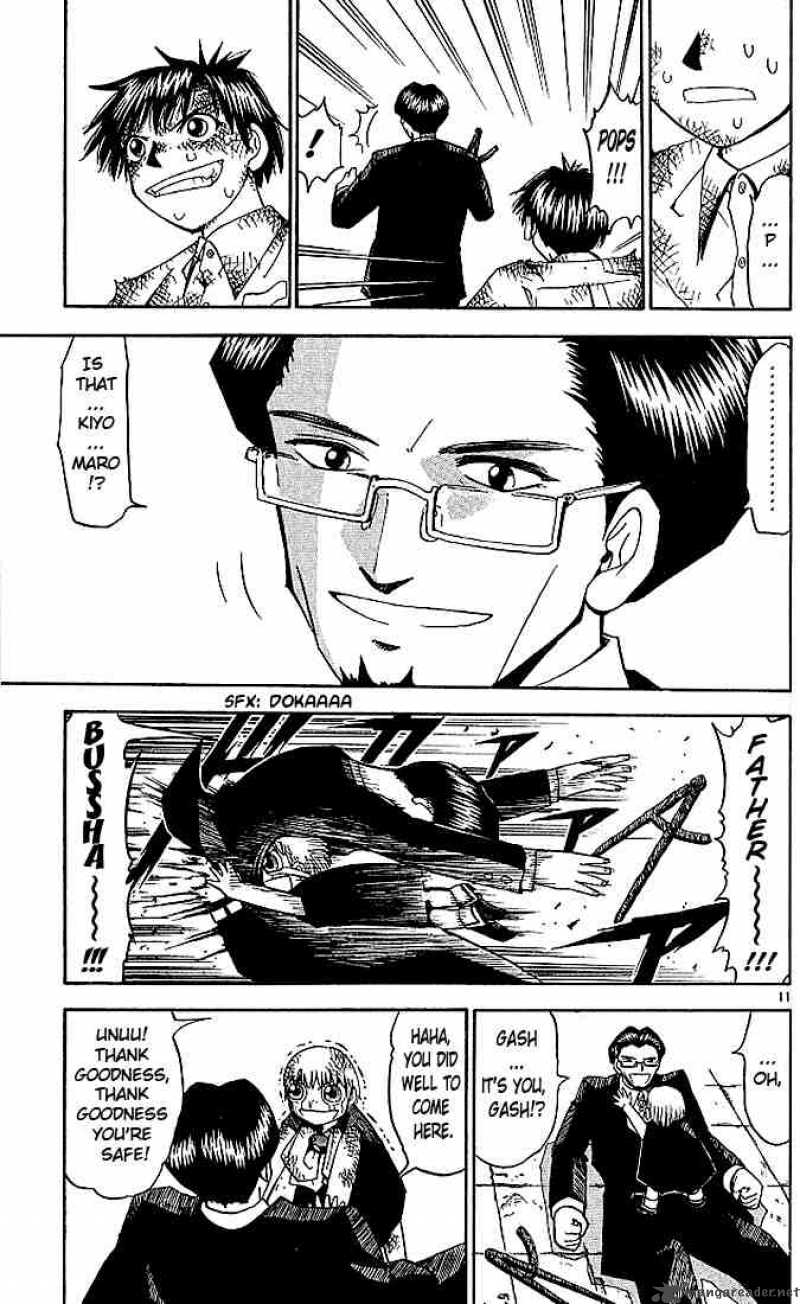 ...
P
...
POPS
!!!
!
.............
IS
THAT
...
KIYO
...
MARO
!?
SFX: DOKAAAA
FATHER~~~!!!
BUSSHA~~~!!!
11
...
OH,
GASH
...
IT'S YOU,
GASH!?
HAHA,
YOU DID
WELL TO
COME
HERE.
UNUU!
THANK
GOODNESS,
THANK
GOODNESS
YOU'RE
SAFE!
mangareader.net